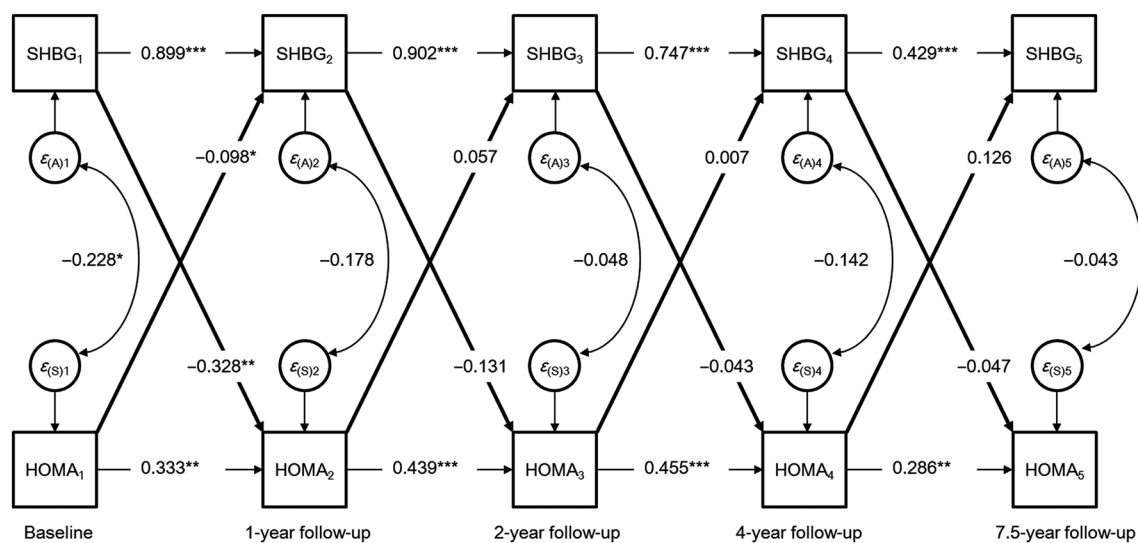 SHBG₁ 0.899*** SHBG₂ 0.902*** SHBG₃ 0.747*** SHBG₄ 0.429*** SHBG₅
ε(A)1 −0.098* ε(A)2 0.057 ε(A)3 0.007 ε(A)4 0.126 ε(A)5
−0.228* −0.178 −0.048 −0.142 −0.043
ε(S)1 −0.328** ε(S)2 −0.131 ε(S)3 −0.043 ε(S)4 −0.047 ε(S)5
HOMA₁ 0.333** HOMA₂ 0.439*** HOMA₃ 0.455*** HOMA₄ 0.286** HOMA₅
Baseline 1-year follow-up 2-year follow-up 4-year follow-up 7.5-year follow-up